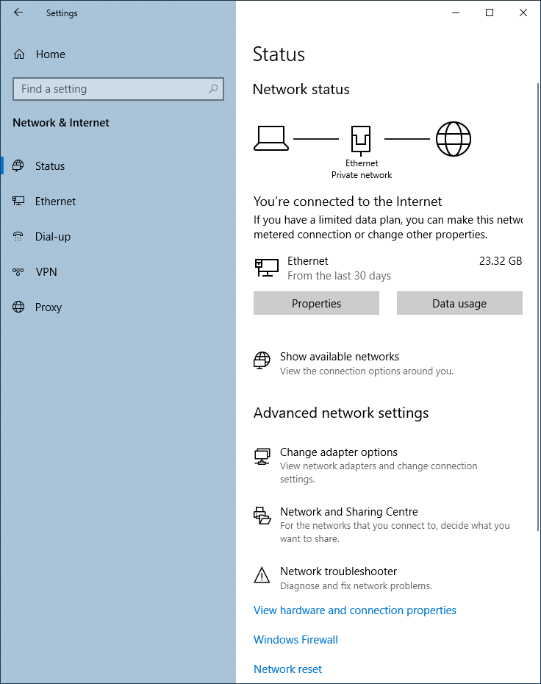 Settings
Home
Find a setting
Network & Internet
Status
Ethernet
Dial-up
VPN
Proxy
Status
Network status
Ethernet
Private network
You're connected to the Internet
If you have a limited data plan, you can make this netwo
metered connection or change other properties.
Ethernet 23.32 GB
From the last 30 days
Properties Data usage
Show available networks
View the connection options around you.
Advanced network settings
Change adapter options
View network adapters and change connection
settings.
Network and Sharing Centre
For the networks that you connect to, decide what you
want to share.
Network troubleshooter
Diagnose and fix network problems.
View hardware and connection properties
Windows Firewall
Network reset